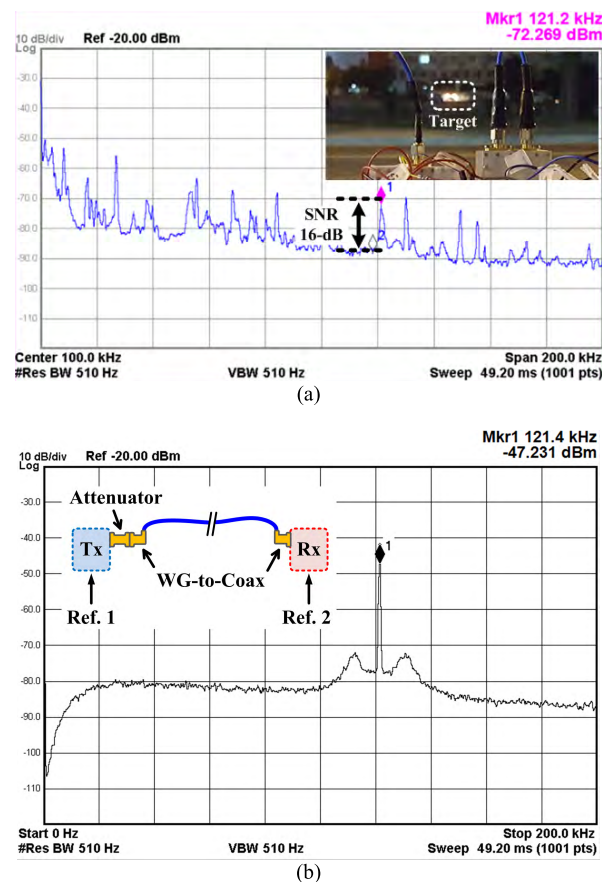 Mkr1 121.2 kHz
10 dB/div Ref -20.00 dBm -72.269 dBm
Log
-30.0
-40.0
-50.0
-60.0
-70.0
-80.0
-90.0
-100
-110
Target
1
SNR
16-dB
2
Center 100.0 kHz Span 200.0 kHz
#Res BW 510 Hz VBW 510 Hz Sweep 49.20 ms (1001 pts)
(a)
Mkr1 121.4 kHz
10 dB/div Ref -20.00 dBm -47.231 dBm
Log
-30.0
-40.0
-50.0
-60.0
-70.0
-80.0
-90.0
-100
-110
Attenuator
Tx Rx
WG-to-Coax
Ref. 1 Ref. 2
1
Start 0 Hz Stop 200.0 kHz
#Res BW 510 Hz VBW 510 Hz Sweep 49.20 ms (1001 pts)
(b)